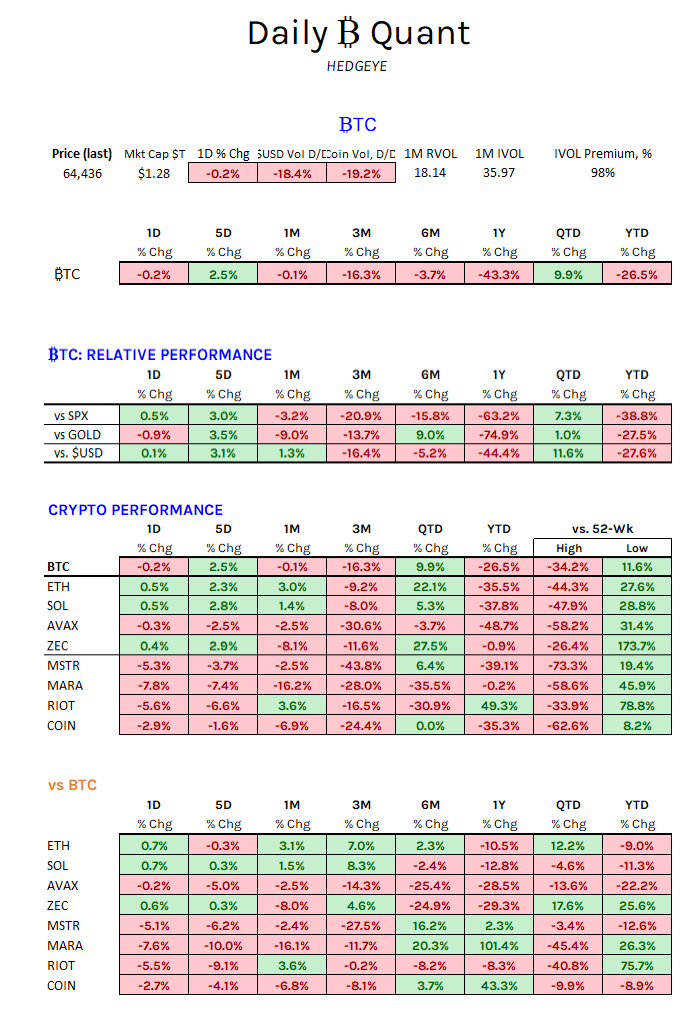 Daily ₿ Quant
HEDGEYE
₿TC
Price (last) Mkt Cap $T 1D % Chg $USD Vol D/D Coin Vol, D/D 1M RVOL 1M IVOL IVOL Premium, %
64,436 $1.28 -0.2% -18.4% -19.2% 18.14 35.97 98%
1D 5D 1M 3M 6M 1Y QTD YTD
% Chg % Chg % Chg % Chg % Chg % Chg % Chg % Chg
₿TC -0.2% 2.5% -0.1% -16.3% -3.7% -43.3% 9.9% -26.5%
₿TC: RELATIVE PERFORMANCE
1D 5D 1M 3M 6M 1Y QTD YTD
% Chg % Chg % Chg % Chg % Chg % Chg % Chg % Chg
vs SPX 0.5% 3.0% -3.2% -20.9% -15.8% -63.2% 7.3% -38.8%
vs GOLD -0.9% 3.5% -9.0% -13.7% 9.0% -74.9% 1.0% -27.5%
vs. $USD 0.1% 3.1% 1.3% -16.4% -5.2% -44.4% 11.6% -27.6%
CRYPTO PERFORMANCE
1D 5D 1M 3M QTD YTD vs. 52-Wk
% Chg % Chg % Chg % Chg % Chg % Chg High Low
BTC -0.2% 2.5% -0.1% -16.3% 9.9% -26.5% -34.2% 11.6%
ETH 0.5% 2.3% 3.0% -9.2% 22.1% -35.5% -44.3% 27.6%
SOL 0.5% 2.8% 1.4% -8.0% 5.3% -37.8% -47.9% 28.8%
AVAX -0.3% -2.5% -2.5% -30.6% -3.7% -48.7% -58.2% 31.4%
ZEC 0.4% 2.9% -8.1% -11.6% 27.5% -0.9% -26.4% 173.7%
MSTR -5.3% -3.7% -2.5% -43.8% 6.4% -39.1% -73.3% 19.4%
MARA -7.8% -7.4% -16.2% -28.0% -35.5% -0.2% -58.6% 45.9%
RIOT -5.6% -6.6% 3.6% -16.5% -30.9% 49.3% -33.9% 78.8%
COIN -2.9% -1.6% -6.9% -24.4% 0.0% -35.3% -62.6% 8.2%
vs BTC
1D 5D 1M 3M 6M 1Y QTD YTD
% Chg % Chg % Chg % Chg % Chg % Chg % Chg % Chg
ETH 0.7% -0.3% 3.1% 7.0% 2.3% -10.5% 12.2% -9.0%
SOL 0.7% 0.3% 1.5% 8.3% -2.4% -12.8% -4.6% -11.3%
AVAX -0.2% -5.0% -2.5% -14.3% -25.4% -28.5% -13.6% -22.2%
ZEC 0.6% 0.3% -8.0% 4.6% -24.9% -29.3% 17.6% 25.6%
MSTR -5.1% -6.2% -2.4% -27.5% 16.2% 2.3% -3.4% -12.6%
MARA -7.6% -10.0% -16.1% -11.7% 20.3% 101.4% -45.4% 26.3%
RIOT -5.5% -9.1% 3.6% -0.2% -8.2% -8.3% -40.8% 75.7%
COIN -2.7% -4.1% -6.8% -8.1% 3.7% 43.3% -9.9% -8.9%